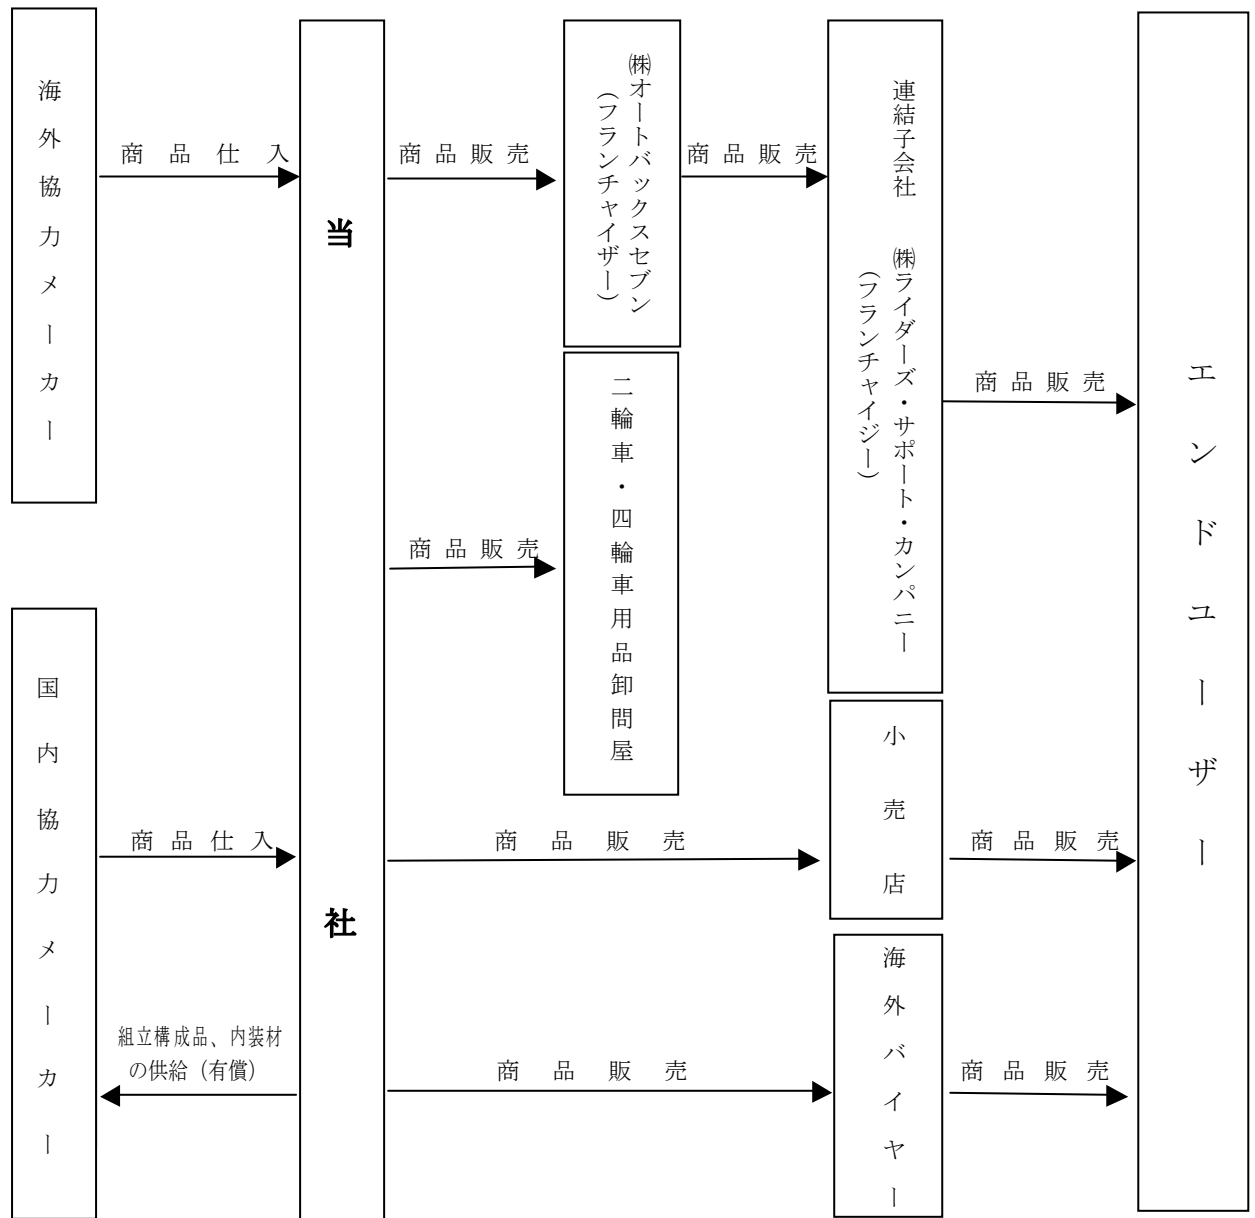 海外協力メーカー
商品仕入
国内協力メーカー
商品仕入
組立構成品、内装材
の供給（有償）
当社
商品販売
㈱オートバックスセブン
（フランチャイザー）
商品販売
商品販売
二輪車・四輪車用品卸問屋
連結子会社　㈱ライダーズ・サポート・カンパニー
（フランチャイジー）
商品販売
商品販売
小売店
商品販売
商品販売
海外バイヤー
商品販売
エンドユーザー